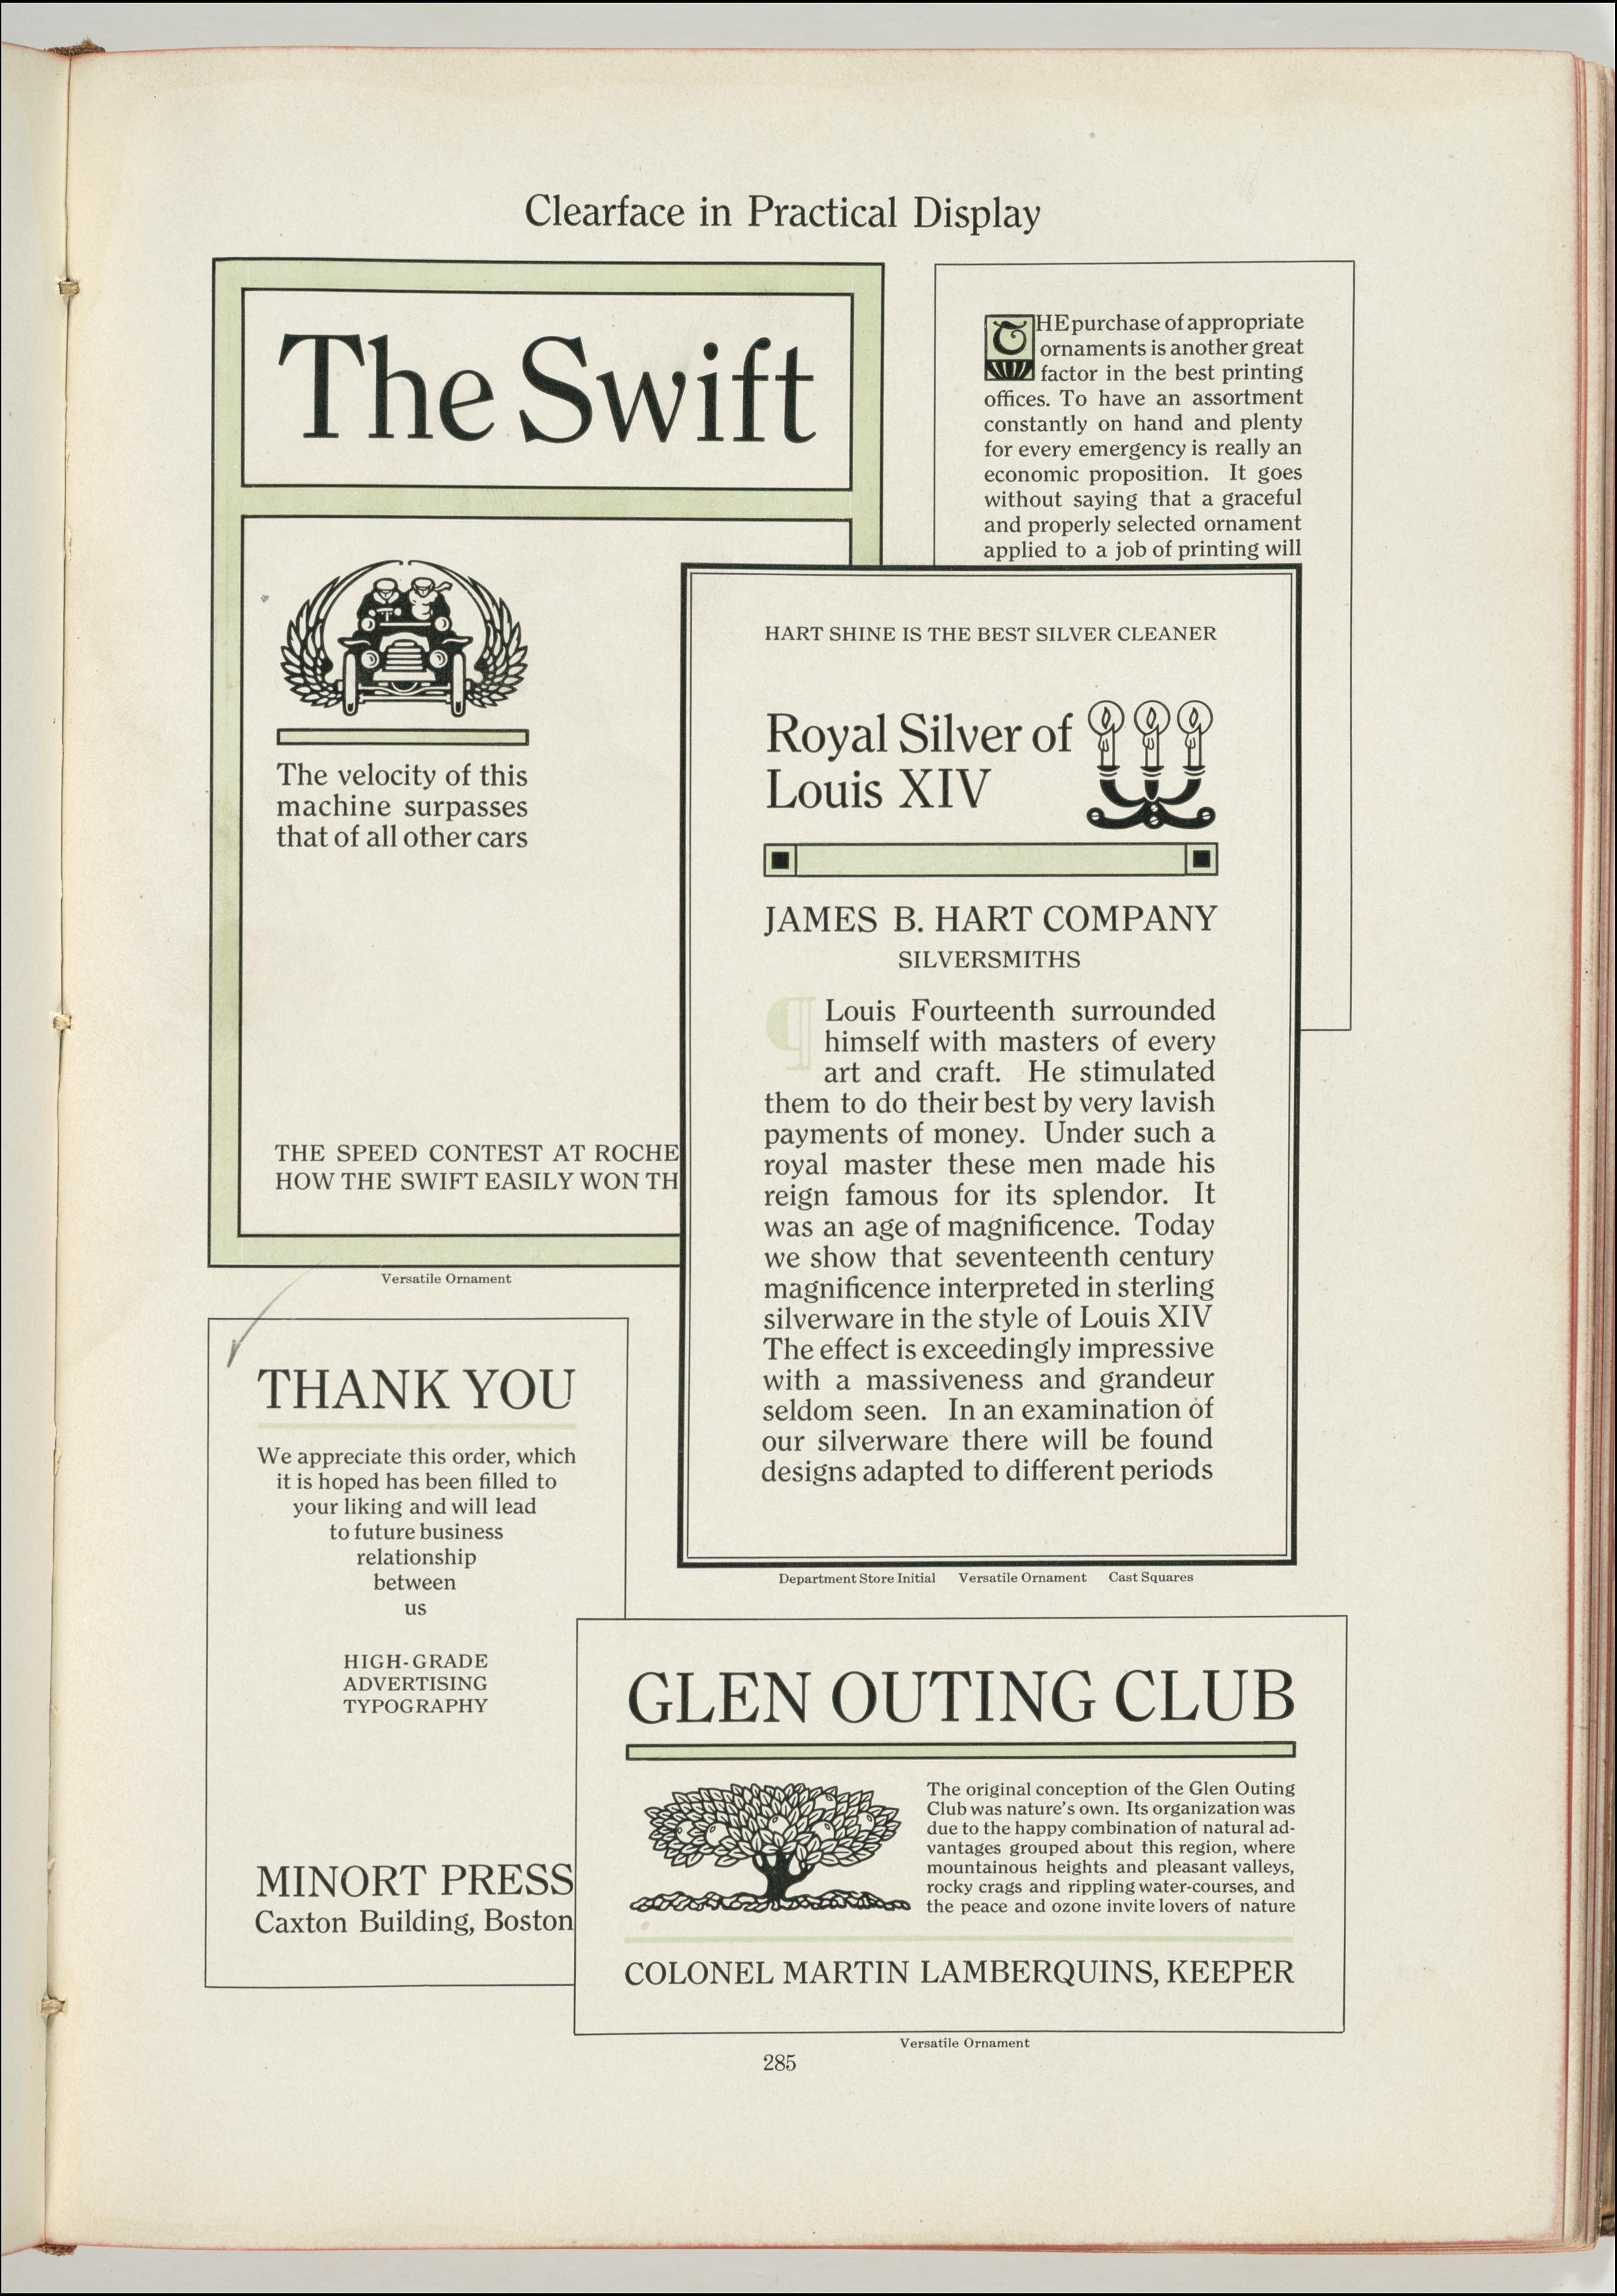 Clearface in Practical Display
The Swift
The velocity of this
machine surpasses
that of all other cars
THE SPEED CONTEST AT ROCHE
HOW THE SWIFT EASILY WON TH
Versatile Ornament
THE purchase of appropriate
ornaments is another great
factor in the best printing
offices. To have an assortment
constantly on hand and plenty
for every emergency is really an
economic proposition. It goes
without saying that a graceful
and properly selected ornament
applied to a job of printing will
HART SHINE IS THE BEST SILVER CLEANER
Royal Silver of
Louis XIV
JAMES B. HART COMPANY
SILVERSMITHS
¶ Louis Fourteenth surrounded
himself with masters of every
art and craft. He stimulated
them to do their best by very lavish
payments of money. Under such a
royal master these men made his
reign famous for its splendor. It
was an age of magnificence. Today
we show that seventeenth century
magnificence interpreted in sterling
silverware in the style of Louis XIV
The effect is exceedingly impressive
with a massiveness and grandeur
seldom seen. In an examination of
our silverware there will be found
designs adapted to different periods
Department Store Initial Versatile Ornament Cast Squares
THANK YOU
We appreciate this order, which
it is hoped has been filled to
your liking and will lead
to future business
relationship
between
us
HIGH-GRADE
ADVERTISING
TYPOGRAPHY
MINORT PRESS
Caxton Building, Boston
GLEN OUTING CLUB
The original conception of the Glen Outing
Club was nature's own. Its organization was
due to the happy combination of natural ad-
vantages grouped about this region, where
mountainous heights and pleasant valleys,
rocky crags and rippling water-courses, and
the peace and ozone invite lovers of nature
COLONEL MARTIN LAMBERQUINS, KEEPER
Versatile Ornament
285